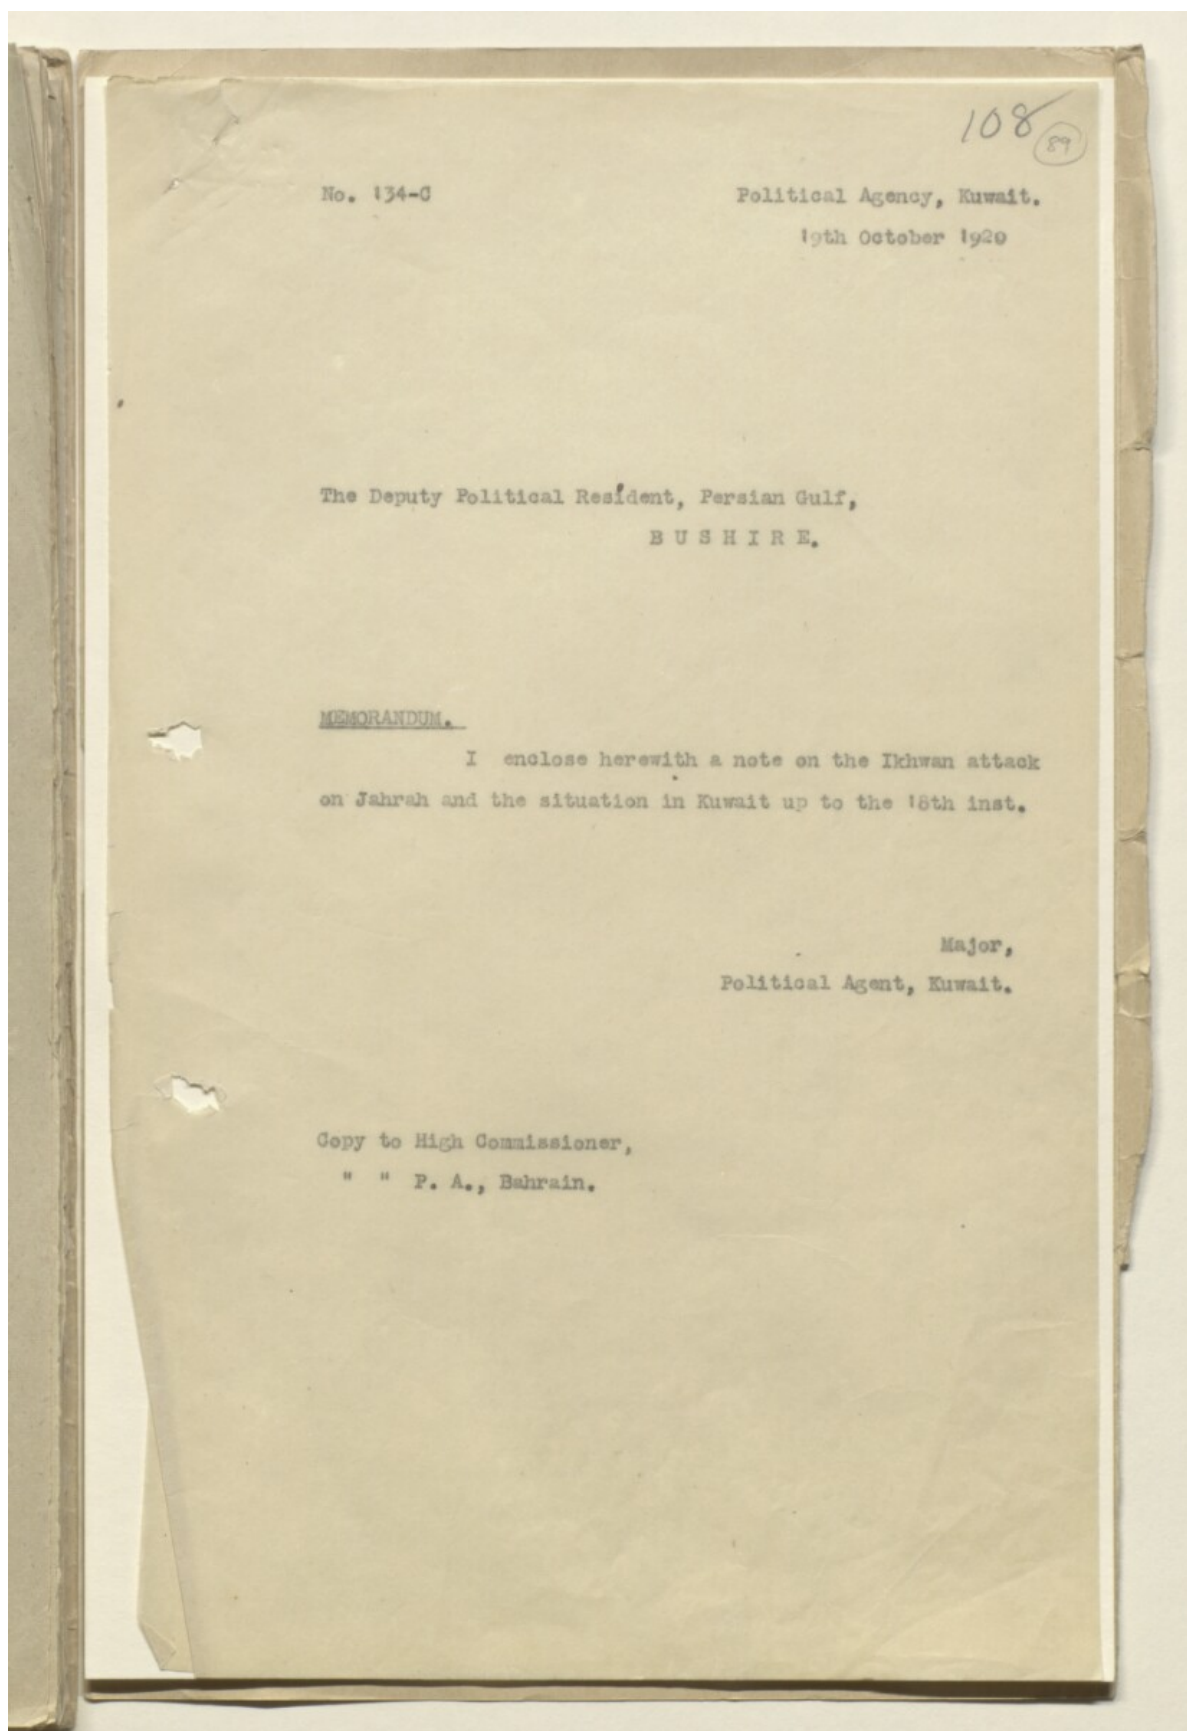 108
89
No. 134-C
Political Agency, Kuwait.
19th October 1920
The Deputy Political Resident, Persian Gulf,
B U S H I R E.
MEMORANDUM.
I enclose herewith a note on the Ikhwan attack
on Jahrah and the situation in Kuwait up to the 18th inst.
Major,
Political Agent, Kuwait.
Copy to High Commissioner,
" " P. A., Bahrain.